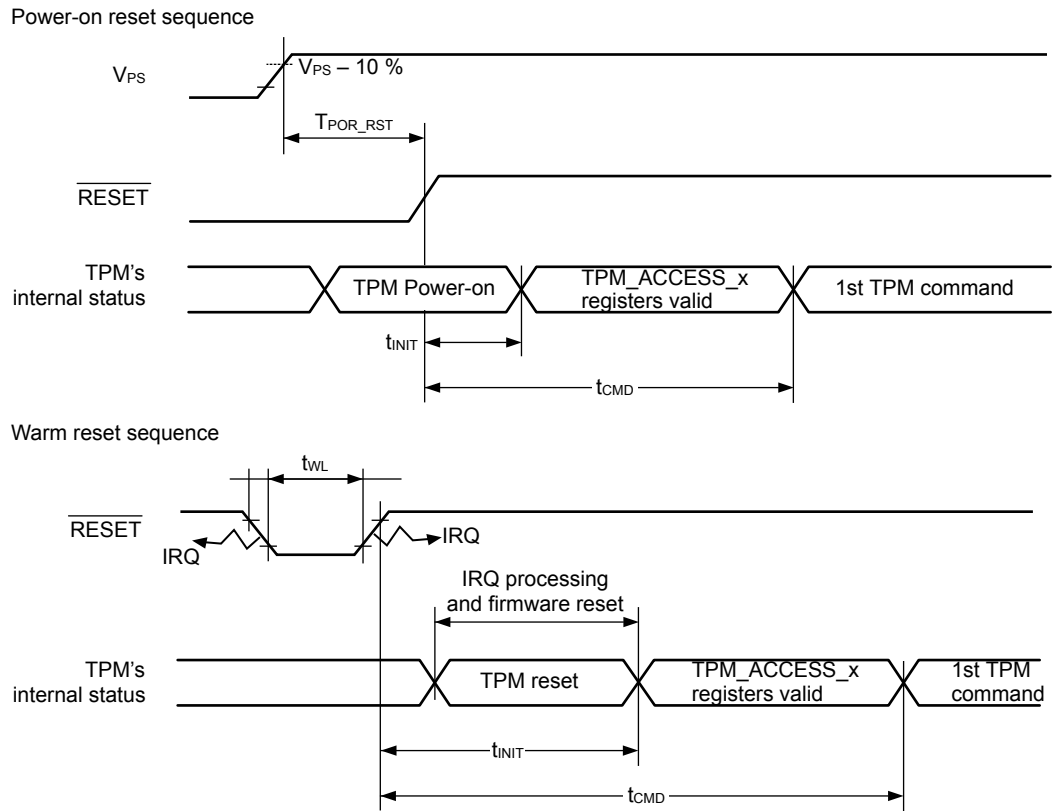 Power-on reset sequence
VPS
VPS – 10 %
TPOR_RST
RESET
TPM's
internal status
TPM Power-on
TPM_ACCESS_x
registers valid
1st TPM command
tINIT
tCMD
Warm reset sequence
tWL
RESET
IRQ
IRQ
IRQ processing
and firmware reset
TPM's
internal status
TPM reset
TPM_ACCESS_x
registers valid
1st TPM
command
tINIT
tCMD